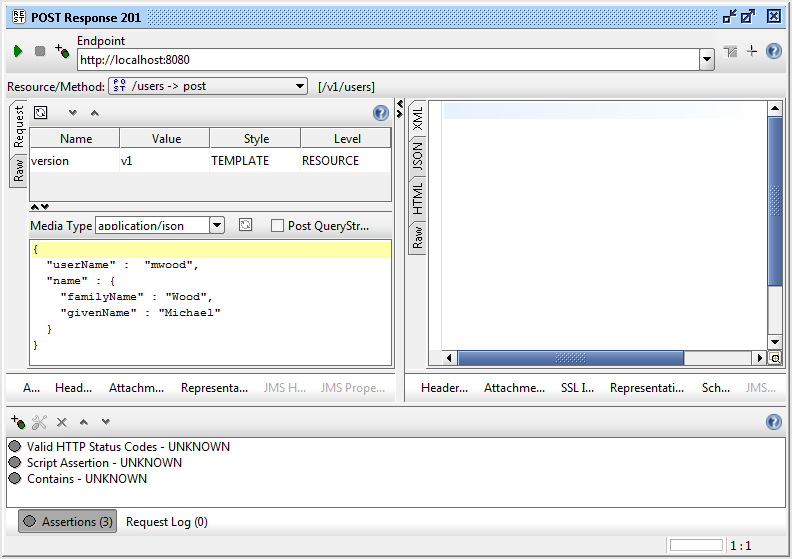 REST POST Response 201
Endpoint
http://localhost:8080
Resource/Method: POST /users -> post [/v1/users]
Request
Raw
Name Value Style Level
version v1 TEMPLATE RESOURCE
Media Type application/json Post QueryStr...
{
"userName" : "mwood",
"name" : {
"familyName" : "Wood",
"givenName" : "Michael"
}
}
A... Head... Attachm... Representa... JMS H... JMS Prope...
XML
JSON
HTML
Raw
Header... Attachme... SSL I... Representati... Sch... JMS...
Valid HTTP Status Codes - UNKNOWN
Script Assertion - UNKNOWN
Contains - UNKNOWN
Assertions (3) Request Log (0)
1 : 1